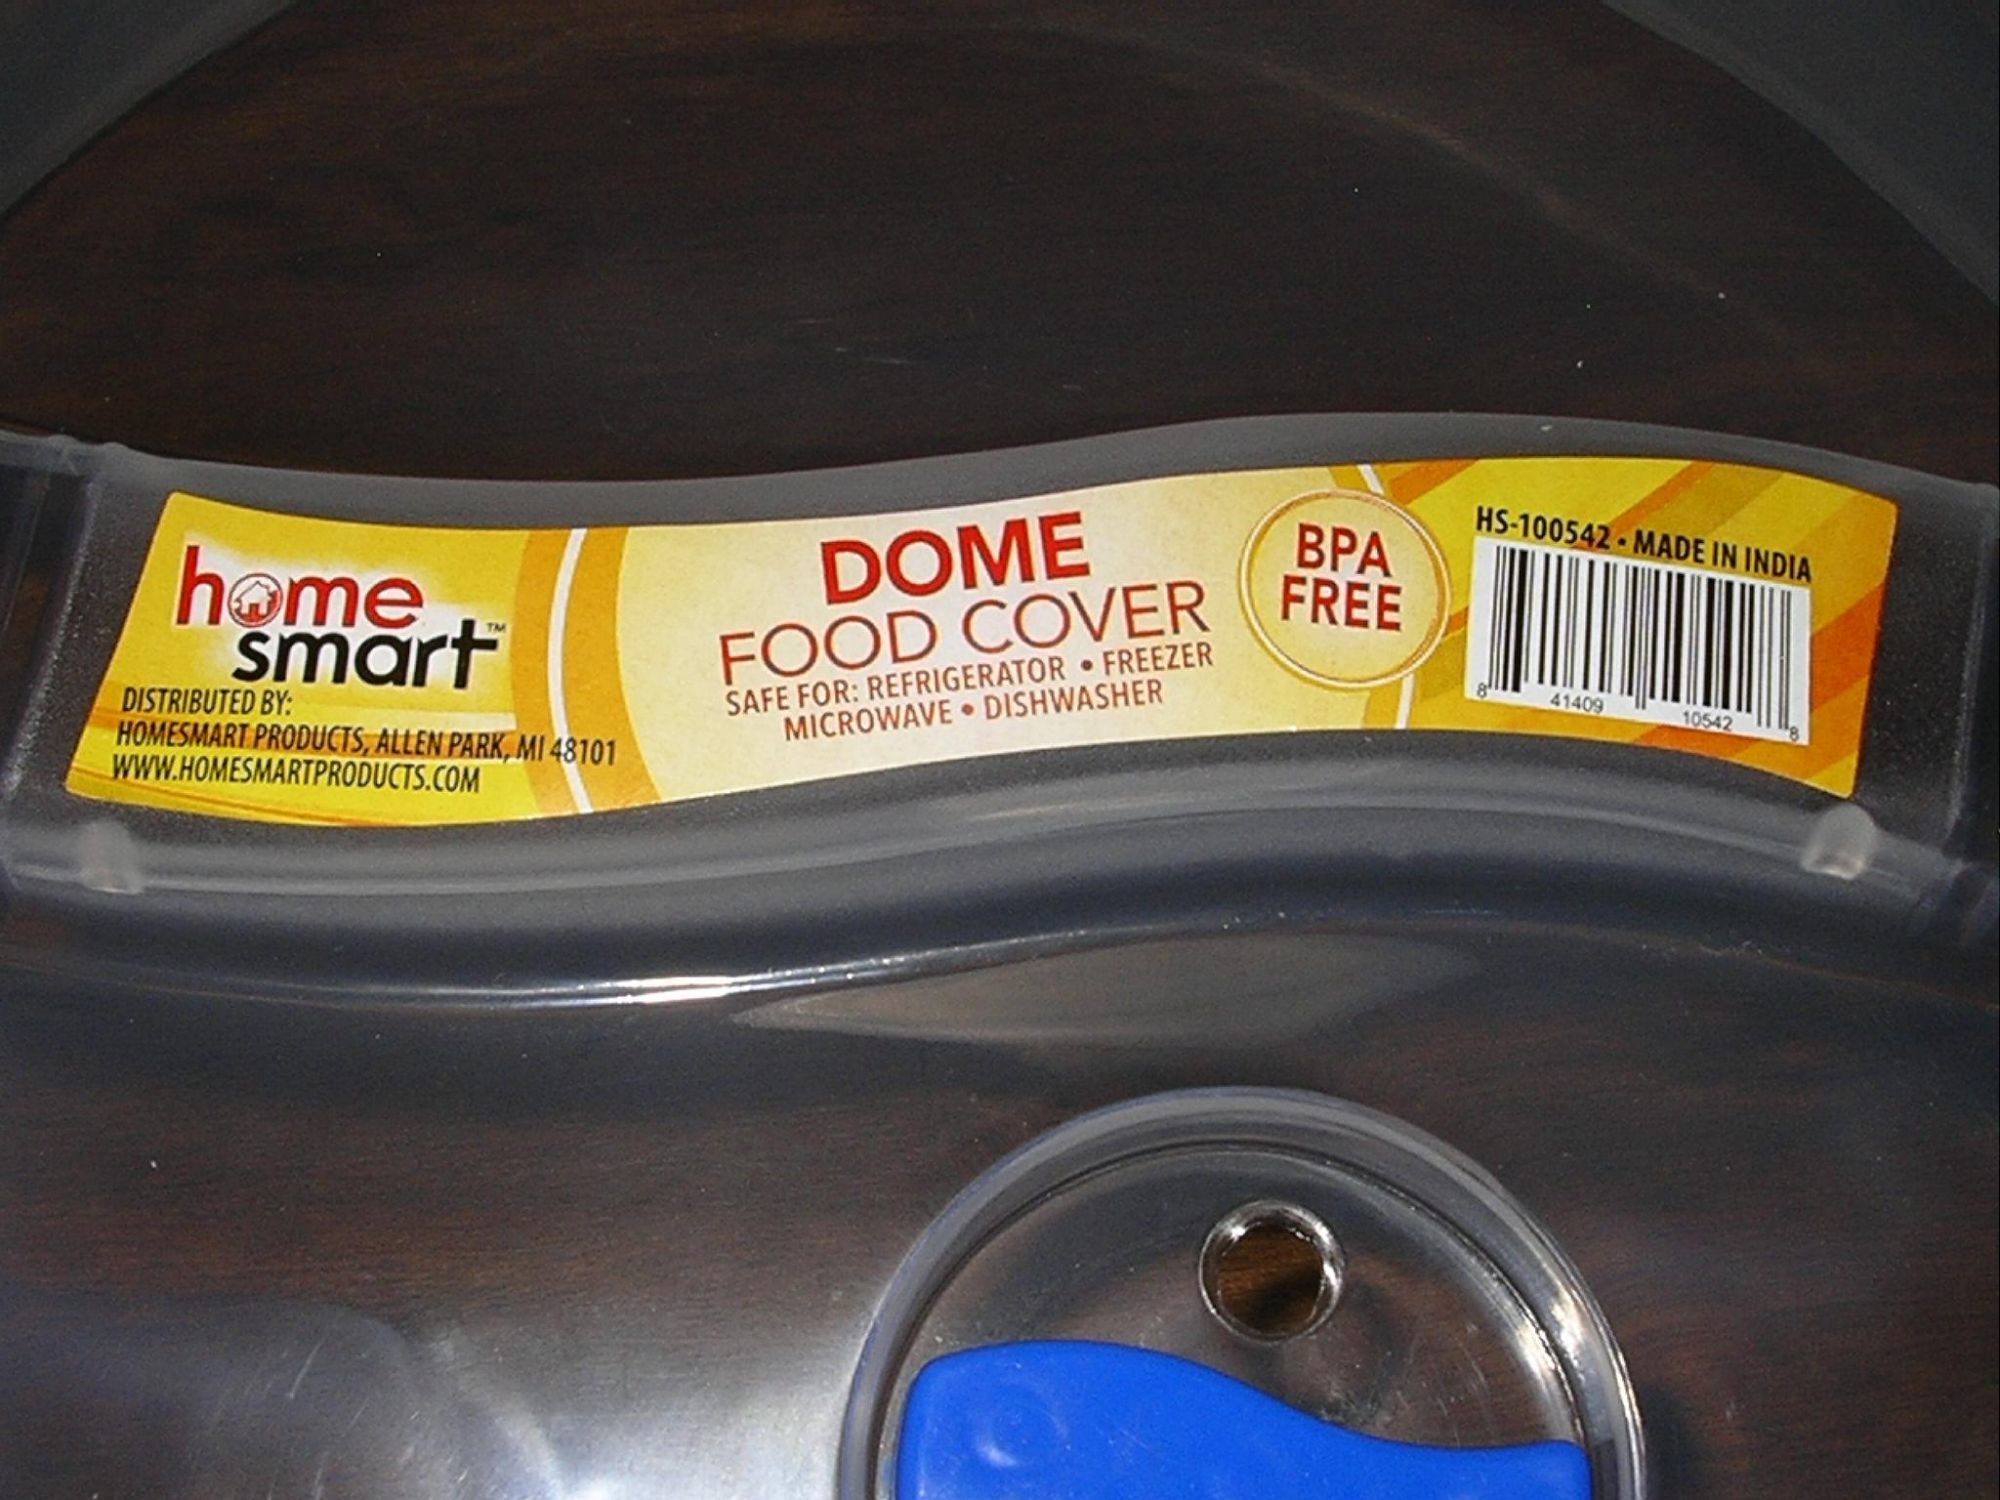 home
smart™
DISTRIBUTED BY:
HOMESMART PRODUCTS, ALLEN PARK, MI 48101
WWW.HOMESMARTPRODUCTS.COM
DOME
FOOD COVER
SAFE FOR: REFRIGERATOR • FREEZER
MICROWAVE • DISHWASHER
BPA
FREE
HS-100542 • MADE IN INDIA
8 41409 10542 8